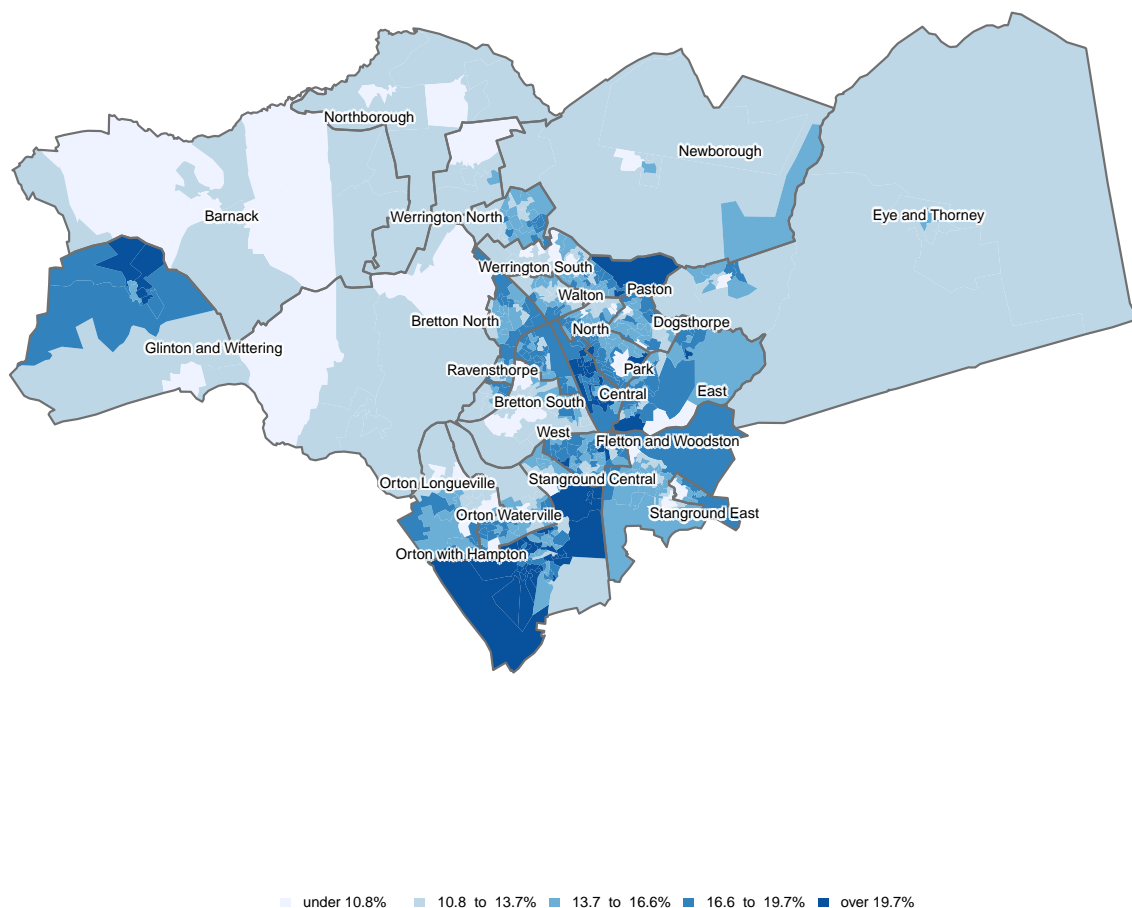 Northborough
Newborough
Barnack
Werrington North
Eye and Thorney
Werrington South
Paston
Walton
Bretton North
North
Dogsthorpe
Glinton and Wittering
Ravensthorpe
Park
East
Central
Bretton South
West
Fletton and Woodston
Orton Longueville
Stanground Central
Orton Waterville
Stanground East
Orton with Hampton
under 10.8% 10.8 to 13.7% 13.7 to 16.6% 16.6 to 19.7% over 19.7%